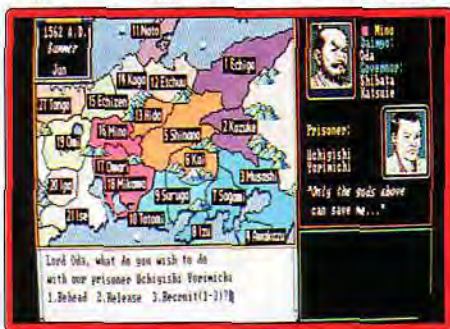 1562 A.D.
Summer
Jun
11 Noto
1 Echigo
14 Kaga
12 Etchuu
15 Echizen
13 Hida
21 Tango
16 Mino
5 Shinano
2 Kozuke
19 Omi
6 Kai
17 Owari
3 Musashi
18 Mikawa
20 Iga
9 Suruga
7 Sagami
21 Ise
10 Totomi
8 Izu
Mino
Daimyo:
Oda
Governor:
Shibata
Katsuie
Prisoner:
Uchigishi
Yorimichi
"Only the gods above
can save me..."
Lord Oda, what do you wish to do
with our prisoner Uchigishi Yorimichi
1.Behead 2.Release 3.Recruit(1-3)?